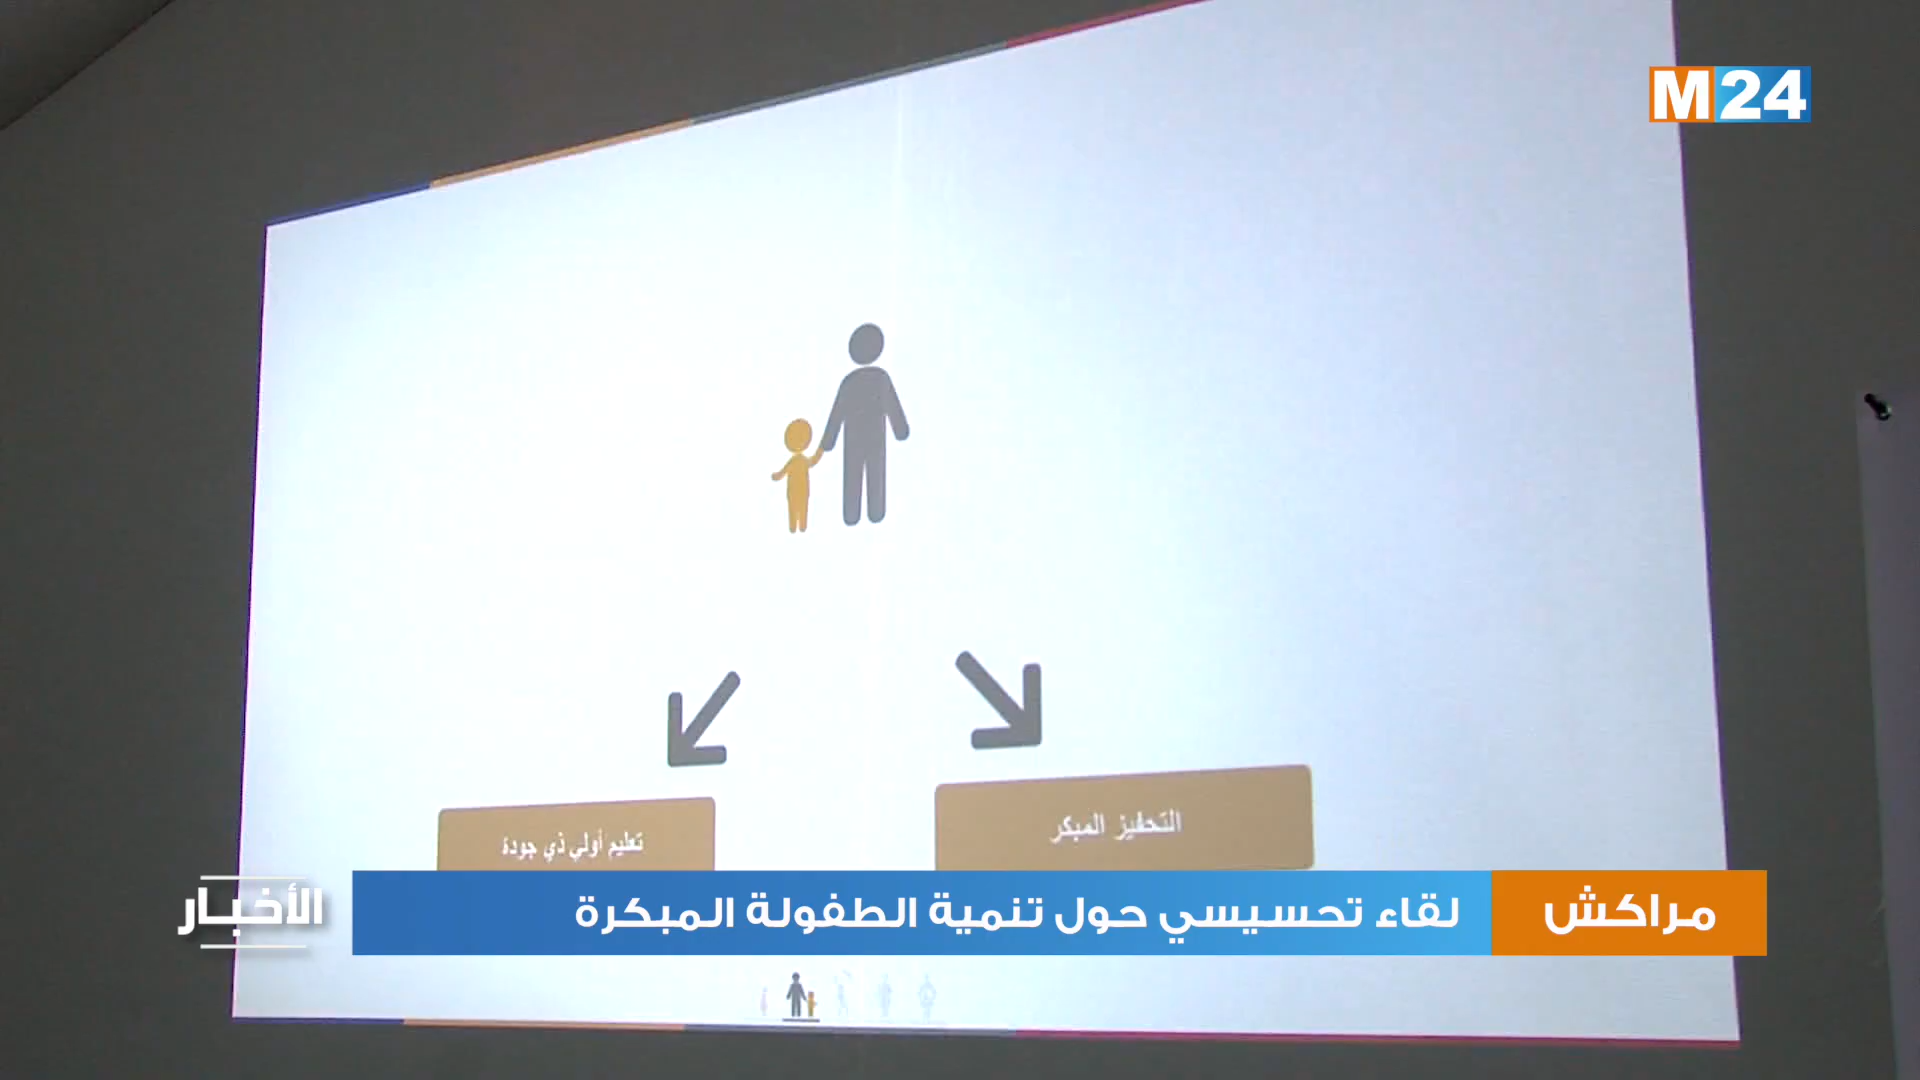 M24
التحفيز المبكر
تعليم أولي ذي جودة
مراكش
لقاء تحسيسي حول تنمية الطفولة المبكرة
الأخبار